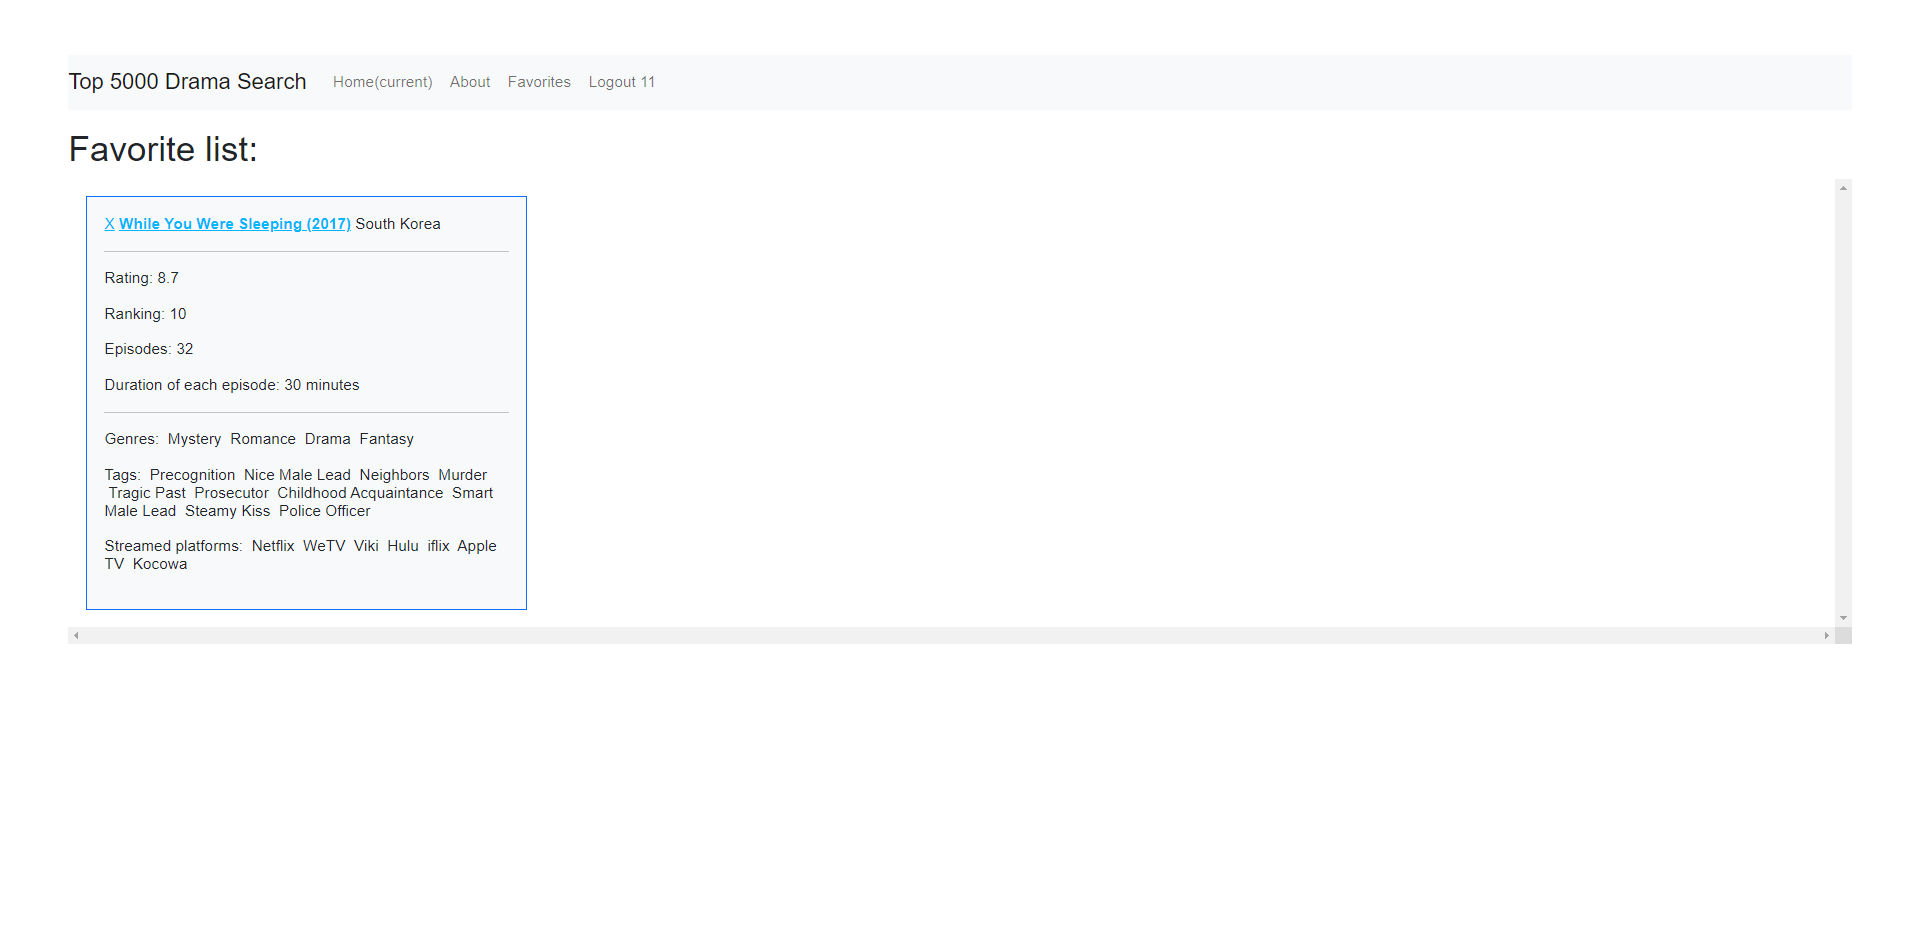 Top 5000 Drama Search Home(current) About Favorites Logout 11
Favorite list:
X While You Were Sleeping (2017) South Korea
Rating: 8.7
Ranking: 10
Episodes: 32
Duration of each episode: 30 minutes
Genres: Mystery Romance Drama Fantasy
Tags: Precognition Nice Male Lead Neighbors Murder
Tragic Past Prosecutor Childhood Acquaintance Smart
Male Lead Steamy Kiss Police Officer
Streamed platforms: Netflix WeTV Viki Hulu iflix Apple
TV Kocowa